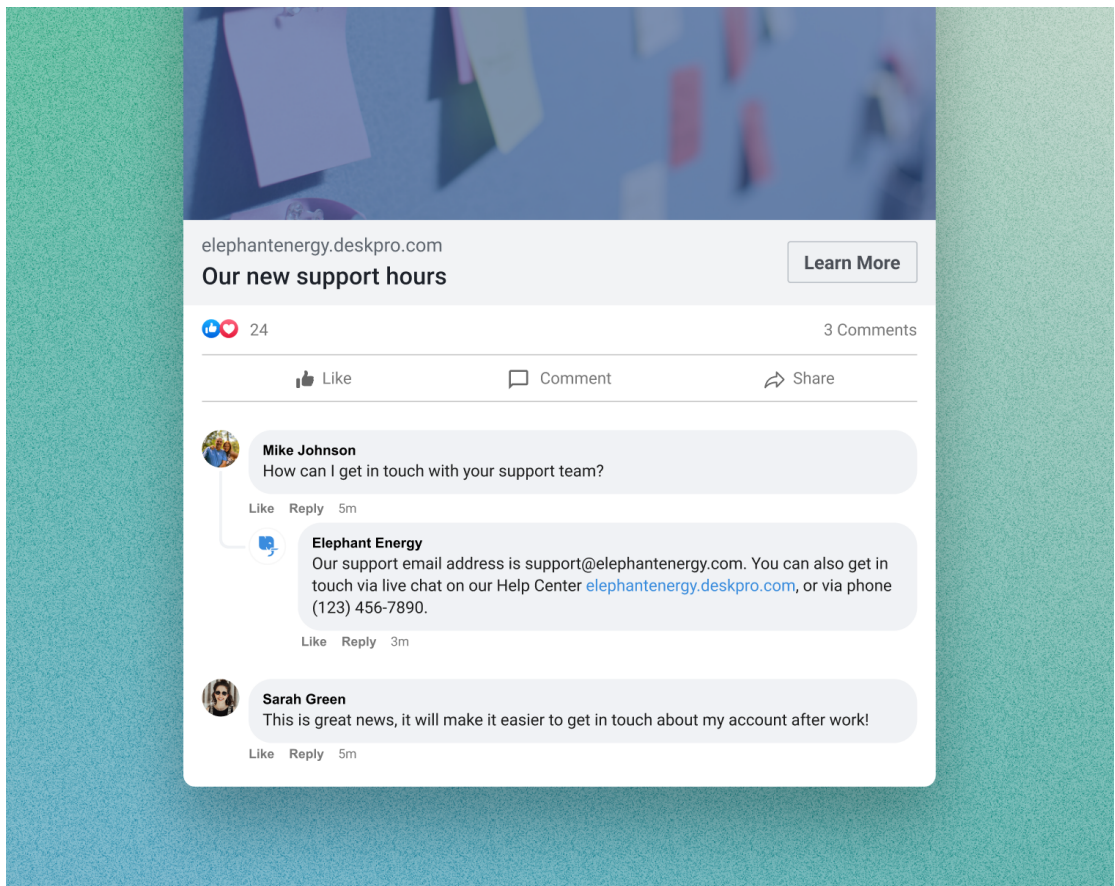 elephantenergy.deskpro.com
Our new support hours
Learn More
24
3 Comments
Like
Comment
Share
Mike Johnson
How can I get in touch with your support team?
Like Reply 5m
Elephant Energy
Our support email address is support@elephantenergy.com. You can also get in
touch via live chat on our Help Center elephantenergy.deskpro.com, or via phone
(123) 456-7890.
Like Reply 3m
Sarah Green
This is great news, it will make it easier to get in touch about my account after work!
Like Reply 5m